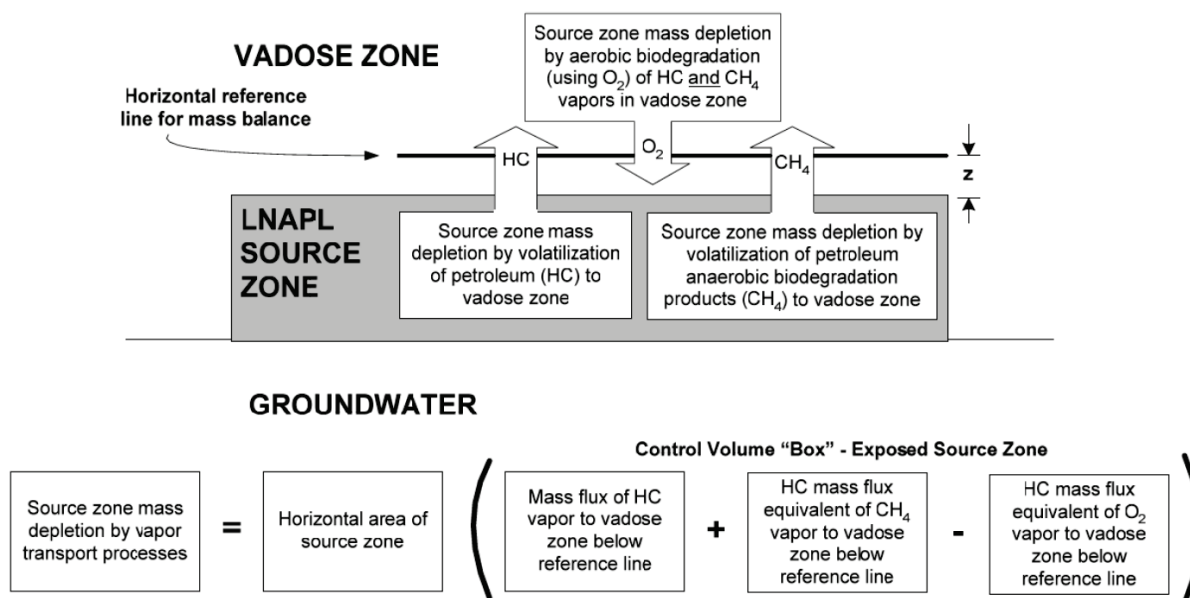 VADOSE ZONE
Horizontal reference
line for mass balance
Source zone mass depletion
by aerobic biodegradation
(using O₂) of HC and CH₄
vapors in vadose zone
HC
O₂
CH₄
z
LNAPL
SOURCE
ZONE
Source zone mass
depletion by volatilization
of petroleum (HC) to
vadose zone
Source zone mass depletion by
volatilization of petroleum
anaerobic biodegradation
products (CH₄) to vadose zone
GROUNDWATER
Control Volume “Box” - Exposed Source Zone
Source zone mass
depletion by vapor
transport processes
=
Horizontal area of
source zone
(
Mass flux of HC
vapor to vadose
zone below
reference line
+
HC mass flux
equivalent of CH₄
vapor to vadose
zone below
reference line
-
HC mass flux
equivalent of O₂
vapor to vadose
zone below
reference line
)